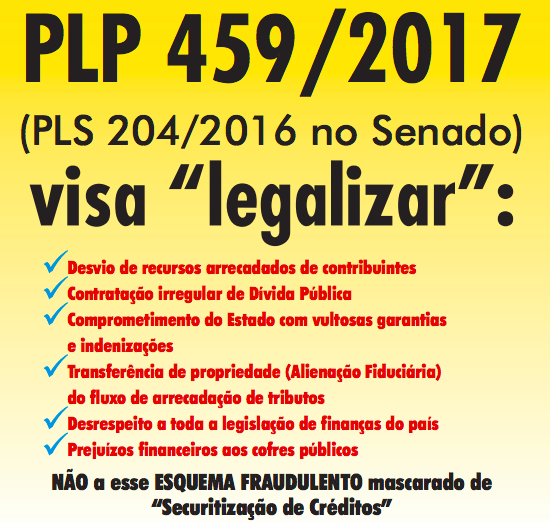 PLP 459/2017
(PLS 204/2016 no Senado)
visa “legalizar”:
Desvio de recursos arrecadados de contribuintes
Contratação irregular de Dívida Pública
Comprometimento do Estado com vultosas garantias
e indenizações
Transferência de propriedade (Alienação Fiduciária)
do fluxo de arrecadação de tributos
Desrespeito a toda a legislação de finanças do país
Prejuízos financeiros aos cofres públicos
NÃO a esse ESQUEMA FRAUDULENTO mascarado de
“Securitização de Créditos”